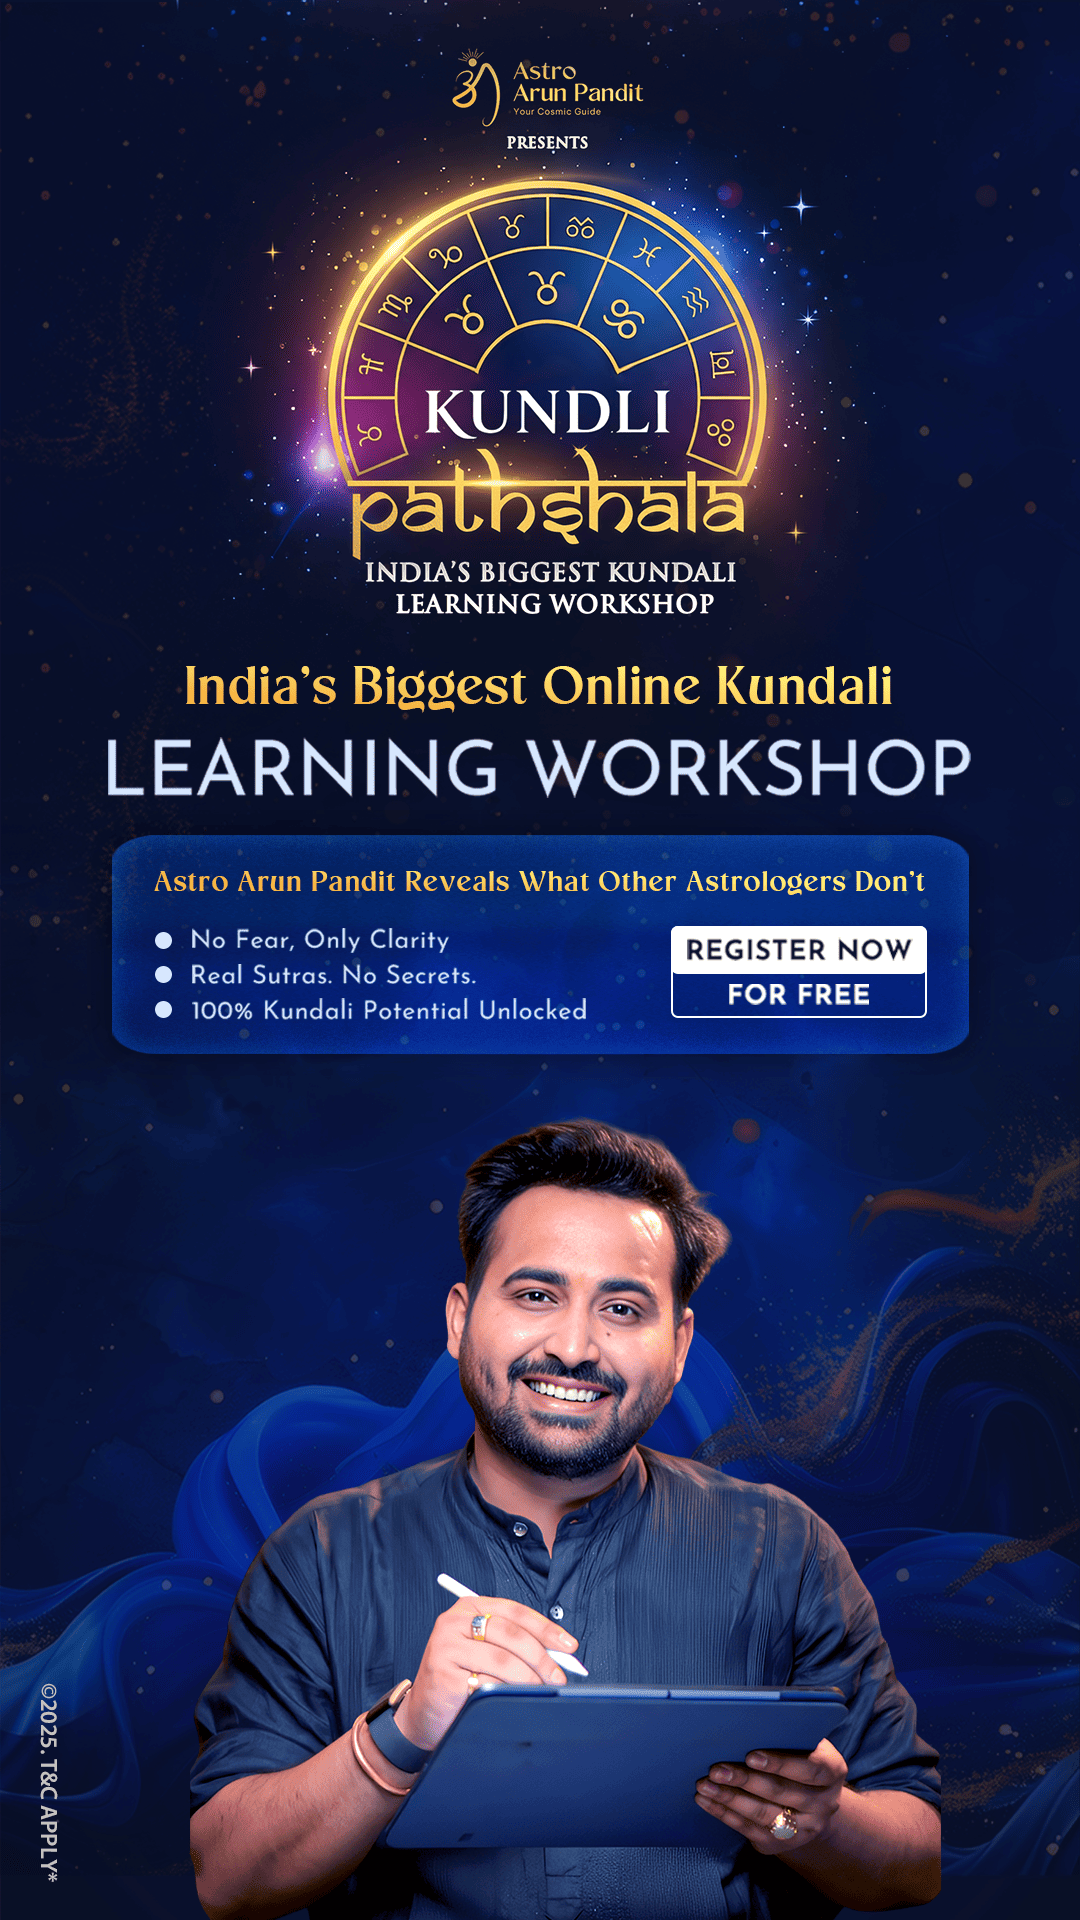 Astro
Arun Pandit
Your Cosmic Guide
PRESENTS
KUNDLI
pathshala
INDIA'S BIGGEST KUNDALI
LEARNING WORKSHOP
India's Biggest Online Kundali
LEARNING WORKSHOP
Astro Arun Pandit Reveals What Other Astrologers Don't
No Fear, Only Clarity
Real Sutras. No Secrets.
100% Kundali Potential Unlocked
REGISTER NOW
FOR FREE
©2025. T&C APPLY*